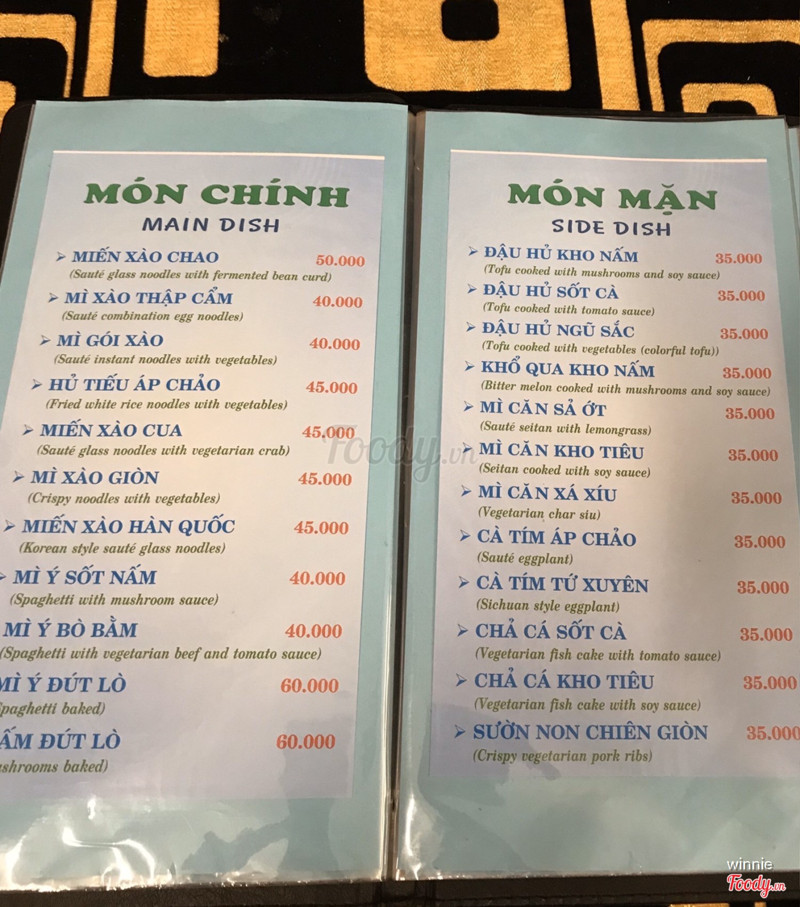 MÓN CHÍNH
MAIN DISH
➢ MIẾN XÀO CHAO 50.000
(Sauté glass noodles with fermented bean curd)
➢ MÌ XÀO THẬP CẨM 40.000
(Sauté combination egg noodles)
➢ MÌ GÓI XÀO 40.000
(Sauté instant noodles with vegetables)
➢ HỦ TIẾU ÁP CHẢO 45.000
(Fried white rice noodles with vegetables)
➢ MIẾN XÀO CUA 45.000
(Sauté glass noodles with vegetarian crab)
➢ MÌ XÀO GIÒN 45.000
(Crispy noodles with vegetables)
➢ MIẾN XÀO HÀN QUỐC 45.000
(Korean style sauté glass noodles)
➢ MÌ Ý SỐT NẤM 40.000
(Spaghetti with mushroom sauce)
MÌ Ý BÒ BẰM 40.000
(Spaghetti with vegetarian beef and tomato sauce)
MÌ Ý ĐÚT LÒ 60.000
paghetti baked)
ẤM ĐÚT LÒ 60.000
shrooms baked)
MÓN MẶN
SIDE DISH
➢ ĐẬU HỦ KHO NẤM 35.000
(Tofu cooked with mushrooms and soy sauce)
➢ ĐẬU HỦ SỐT CÀ 35.000
(Tofu cooked with tomato sauce)
➢ ĐẬU HỦ NGŨ SẮC 35.000
(Tofu cooked with vegetables (colorful tofu))
➢ KHỔ QUA KHO NẤM 35.000
(Bitter melon cooked with mushrooms and soy sauce)
➢ MÌ CĂN SẢ ỚT 35.000
(Sauté seitan with lemongrass)
➢ MÌ CĂN KHO TIÊU 35.000
(Seitan cooked with soy sauce)
➢ MÌ CĂN XÁ XÍU 35.000
(Vegetarian char siu)
➢ CÀ TÍM ÁP CHẢO 35.000
(Sauté eggplant)
➢ CÀ TÍM TỨ XUYÊN 35.000
(Sichuan style eggplant)
➢ CHẢ CÁ SỐT CÀ 35.000
(Vegetarian fish cake with tomato sauce)
➢ CHẢ CÁ KHO TIÊU 35.000
(Vegetarian fish cake with soy sauce)
➢ SƯỜN NON CHIÊN GIÒN 35.000
(Crispy vegetarian pork ribs)
Foody.vn
winnie
Foody.vn